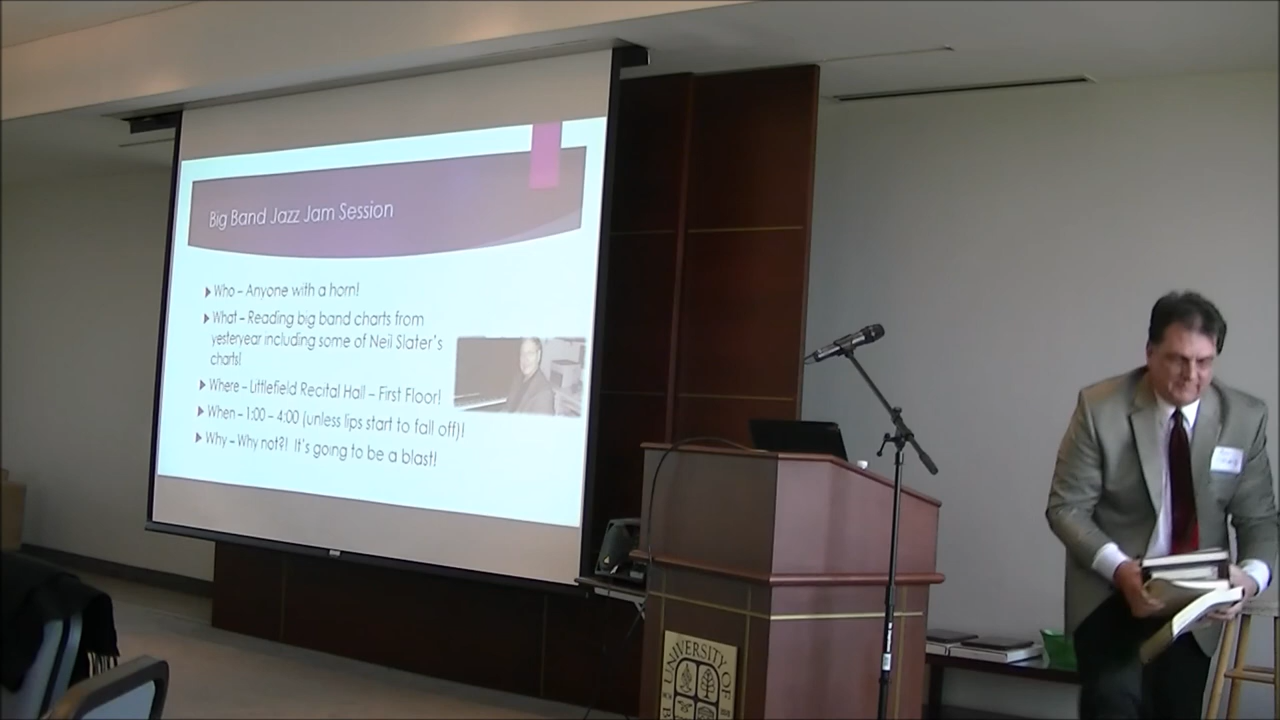 Big Band Jazz Jam Session
Who – Anyone with a horn!
What – Reading big band charts from
yesteryear including some of Neil Slater's
charts!
Where – Littlefield Recital Hall – First Floor!
When – 1:00 – 4:00 (unless lips start to fall off)!
Why – Why not?! It's going to be a blast!
UNIVERSITY OF